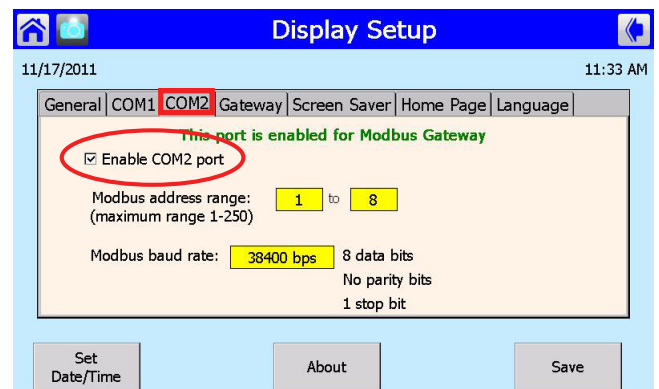 Display Setup
11/17/2011 11:33 AM
General COM1 COM2 Gateway Screen Saver Home Page Language
This port is enabled for Modbus Gateway
Enable COM2 port
Modbus address range: 1 to 8
(maximum range 1-250)
Modbus baud rate: 38400 bps 8 data bits
No parity bits
1 stop bit
Set
Date/Time
About
Save